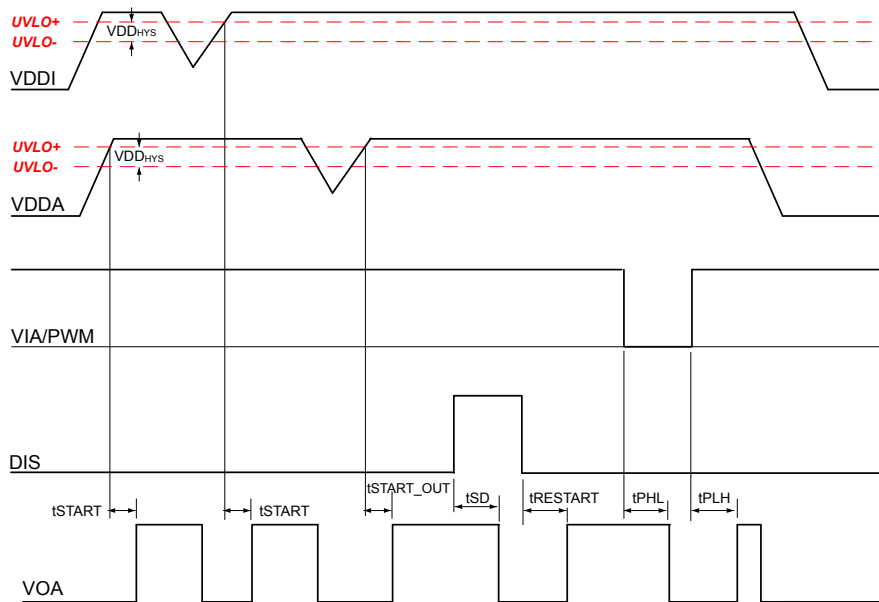 UVLO+
VDDHYS
UVLO-
VDDI
UVLO+
VDDHYS
UVLO-
VDDA
VIA/PWM
DIS
tSTART
tSTART
tSTART_OUT
tSD
tRESTART
tPHL
tPLH
VOA